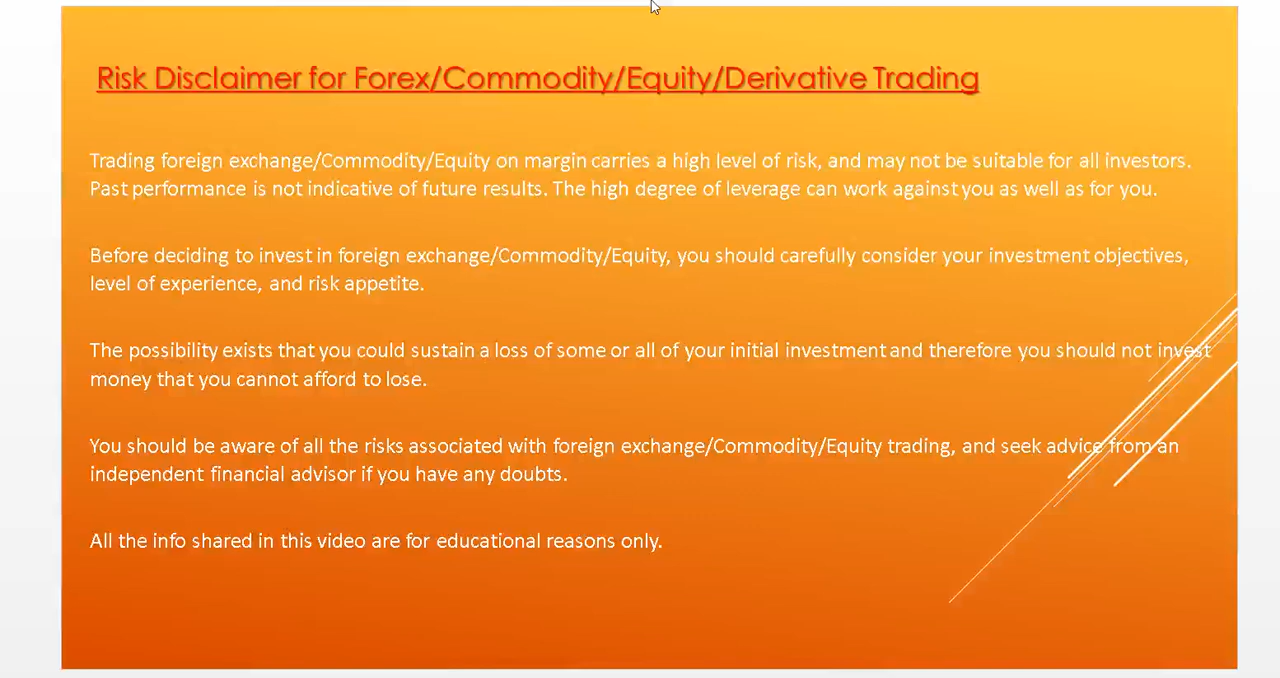 Risk Disclaimer for Forex/Commodity/Equity/Derivative Trading
Trading foreign exchange/Commodity/Equity on margin carries a high level of risk, and may not be suitable for all investors.
Past performance is not indicative of future results. The high degree of leverage can work against you as well as for you.
Before deciding to invest in foreign exchange/Commodity/Equity, you should carefully consider your investment objectives,
level of experience, and risk appetite.
The possibility exists that you could sustain a loss of some or all of your initial investment and therefore you should not invest
money that you cannot afford to lose.
You should be aware of all the risks associated with foreign exchange/Commodity/Equity trading, and seek advice from an
independent financial advisor if you have any doubts.
All the info shared in this video are for educational reasons only.